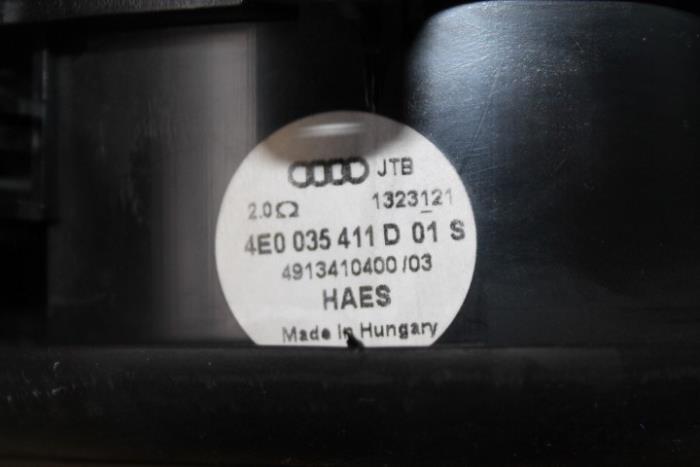 JTB
2.0Ω 1323121
4E0 035 411 D 01 S
4913410400 /03
HAES
Made In Hungary